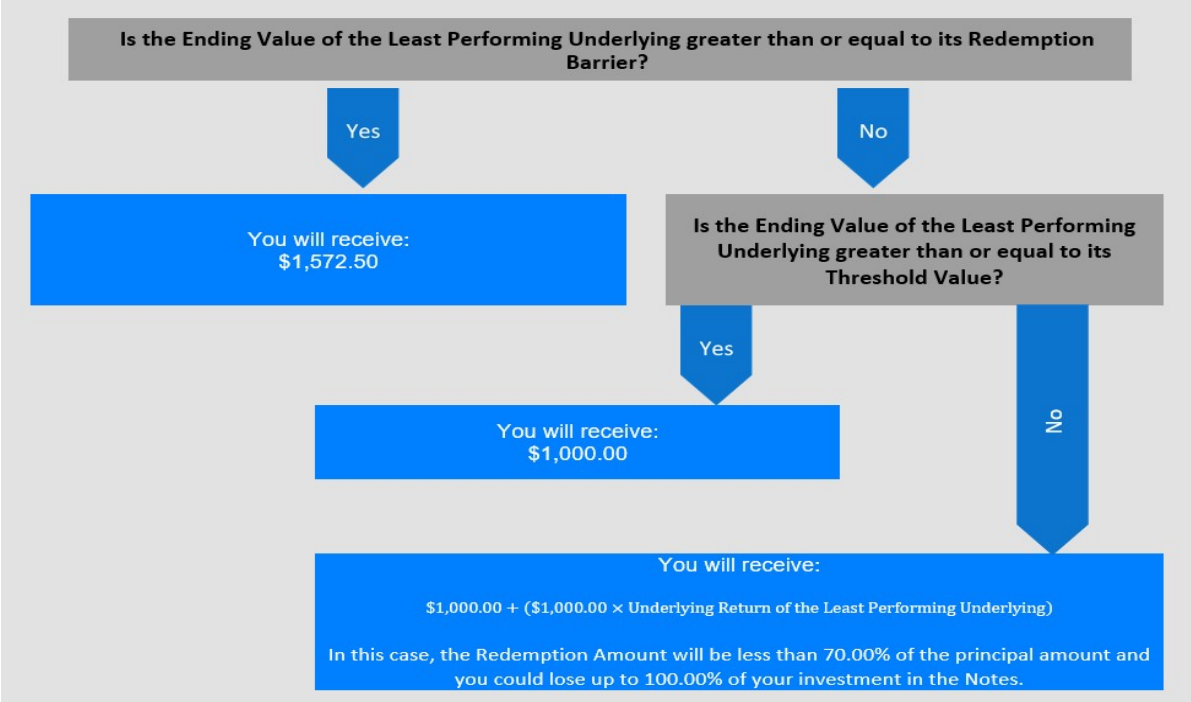 Is the Ending Value of the Least Performing Underlying greater than or equal to its Redemption
Barrier?
Yes
No
You will receive:
$1,572.50
Is the Ending Value of the Least Performing
Underlying greater than or equal to its
Threshold Value?
Yes
No
You will receive:
$1,000.00
You will receive:
$1,000.00 + ($1,000.00 × Underlying Return of the Least Performing Underlying)
In this case, the Redemption Amount will be less than 70.00% of the principal amount and
you could lose up to 100.00% of your investment in the Notes.